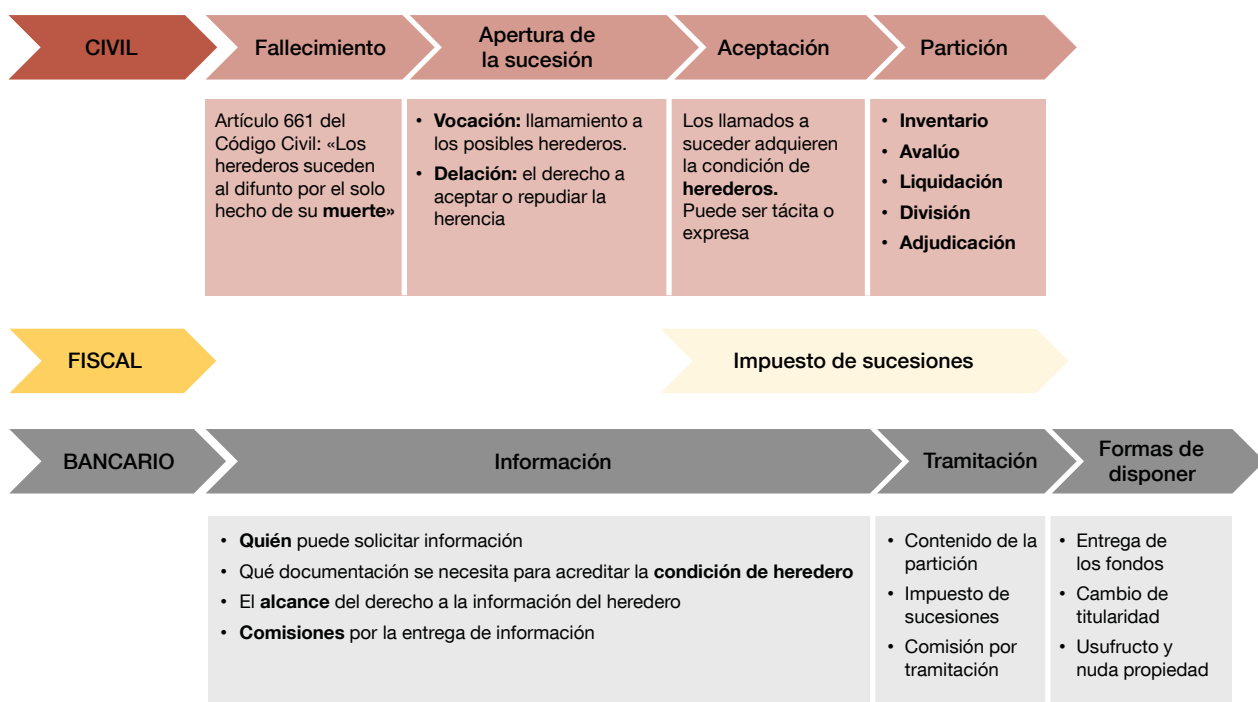 CIVIL
Fallecimiento
Apertura de
la sucesión
Aceptación
Partición
Artículo 661 del
Código Civil: «Los
herederos suceden
al difunto por el solo
hecho de su muerte»
• Vocación: llamamiento a
los posibles herederos.
• Delación: el derecho a
aceptar o repudiar la
herencia
Los llamados a
suceder adquieren
la condición de
herederos.
Puede ser tácita o
expresa
• Inventario
• Avalúo
• Liquidación
• División
• Adjudicación
FISCAL
Impuesto de sucesiones
BANCARIO
Información
Tramitación
Formas de
disponer
• Quién puede solicitar información
• Qué documentación se necesita para acreditar la condición de heredero
• El alcance del derecho a la información del heredero
• Comisiones por la entrega de información
• Contenido de la
partición
• Impuesto de
sucesiones
• Comisión por
tramitación
• Entrega de
los fondos
• Cambio de
titularidad
• Usufructo y
nuda propiedad